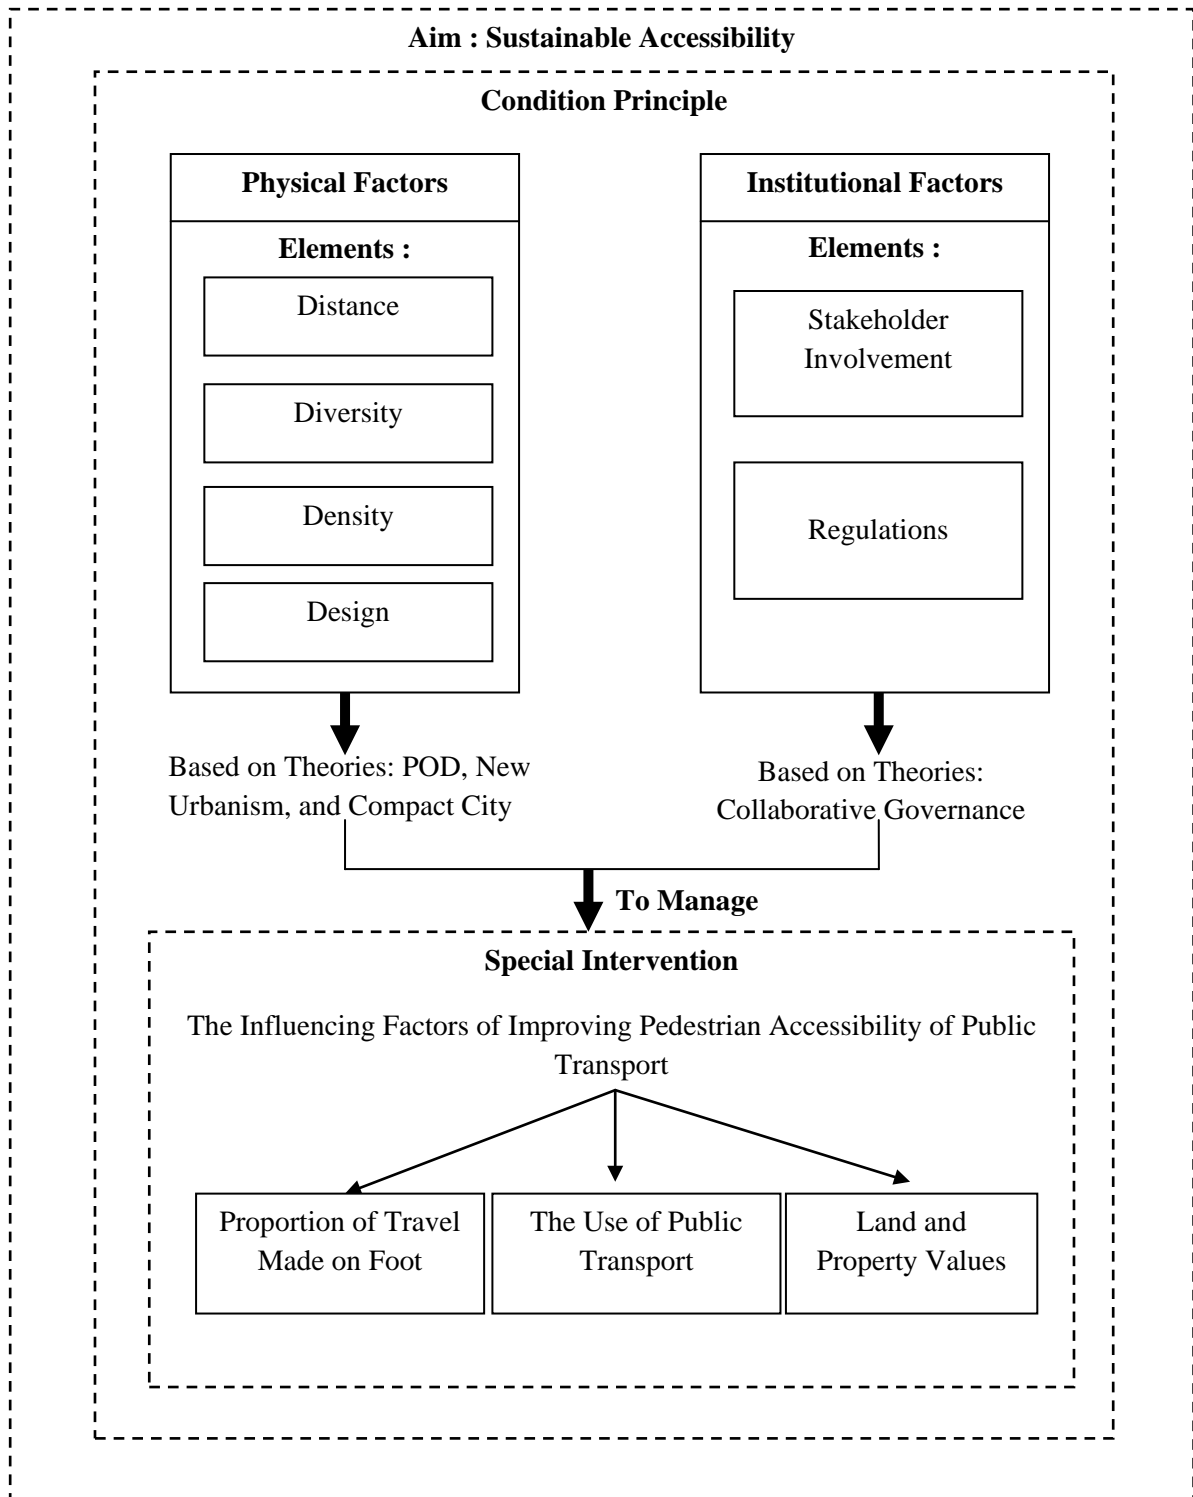 Aim : Sustainable Accessibility
Condition Principle
Physical Factors
Elements :
Distance
Diversity
Density
Design
Institutional Factors
Elements :
Stakeholder
Involvement
Regulations
Based on Theories: POD, New
Urbanism, and Compact City
Based on Theories:
Collaborative Governance
To Manage
Special Intervention
The Influencing Factors of Improving Pedestrian Accessibility of Public
Transport
Proportion of Travel
Made on Foot
The Use of Public
Transport
Land and
Property Values